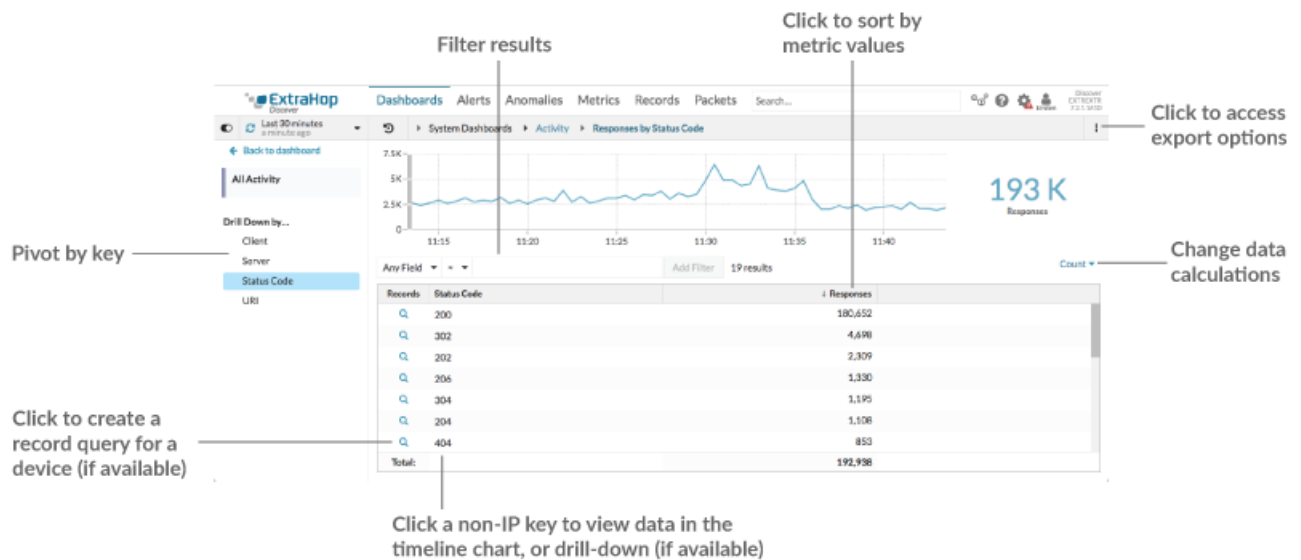 Click to sort by
metric values
Filter results
ExtraHop
Discover
Dashboards Alerts Anomalies Metrics Records Packets Search...
Discover
Last 30 minutes
a minute ago
System Dashboards Activity Responses by Status Code
Click to access
export options
Back to dashboard
All Activity
7.5K
5K
2.5K
0
11:15 11:20 11:25 11:30 11:35 11:40
193 K
Responses
Drill Down by...
Client
Server
Status Code
URI
Pivot by key
Any Field = Add Filter 19 results
Count
Change data
calculations
Records Status Code ↓ Responses
200 180,652
302 4,698
202 2,309
206 1,330
304 1,195
204 1,108
404 853
Total: 192,938
Click to create a
record query for a
device (if available)
Click a non-IP key to view data in the
timeline chart, or drill-down (if available)